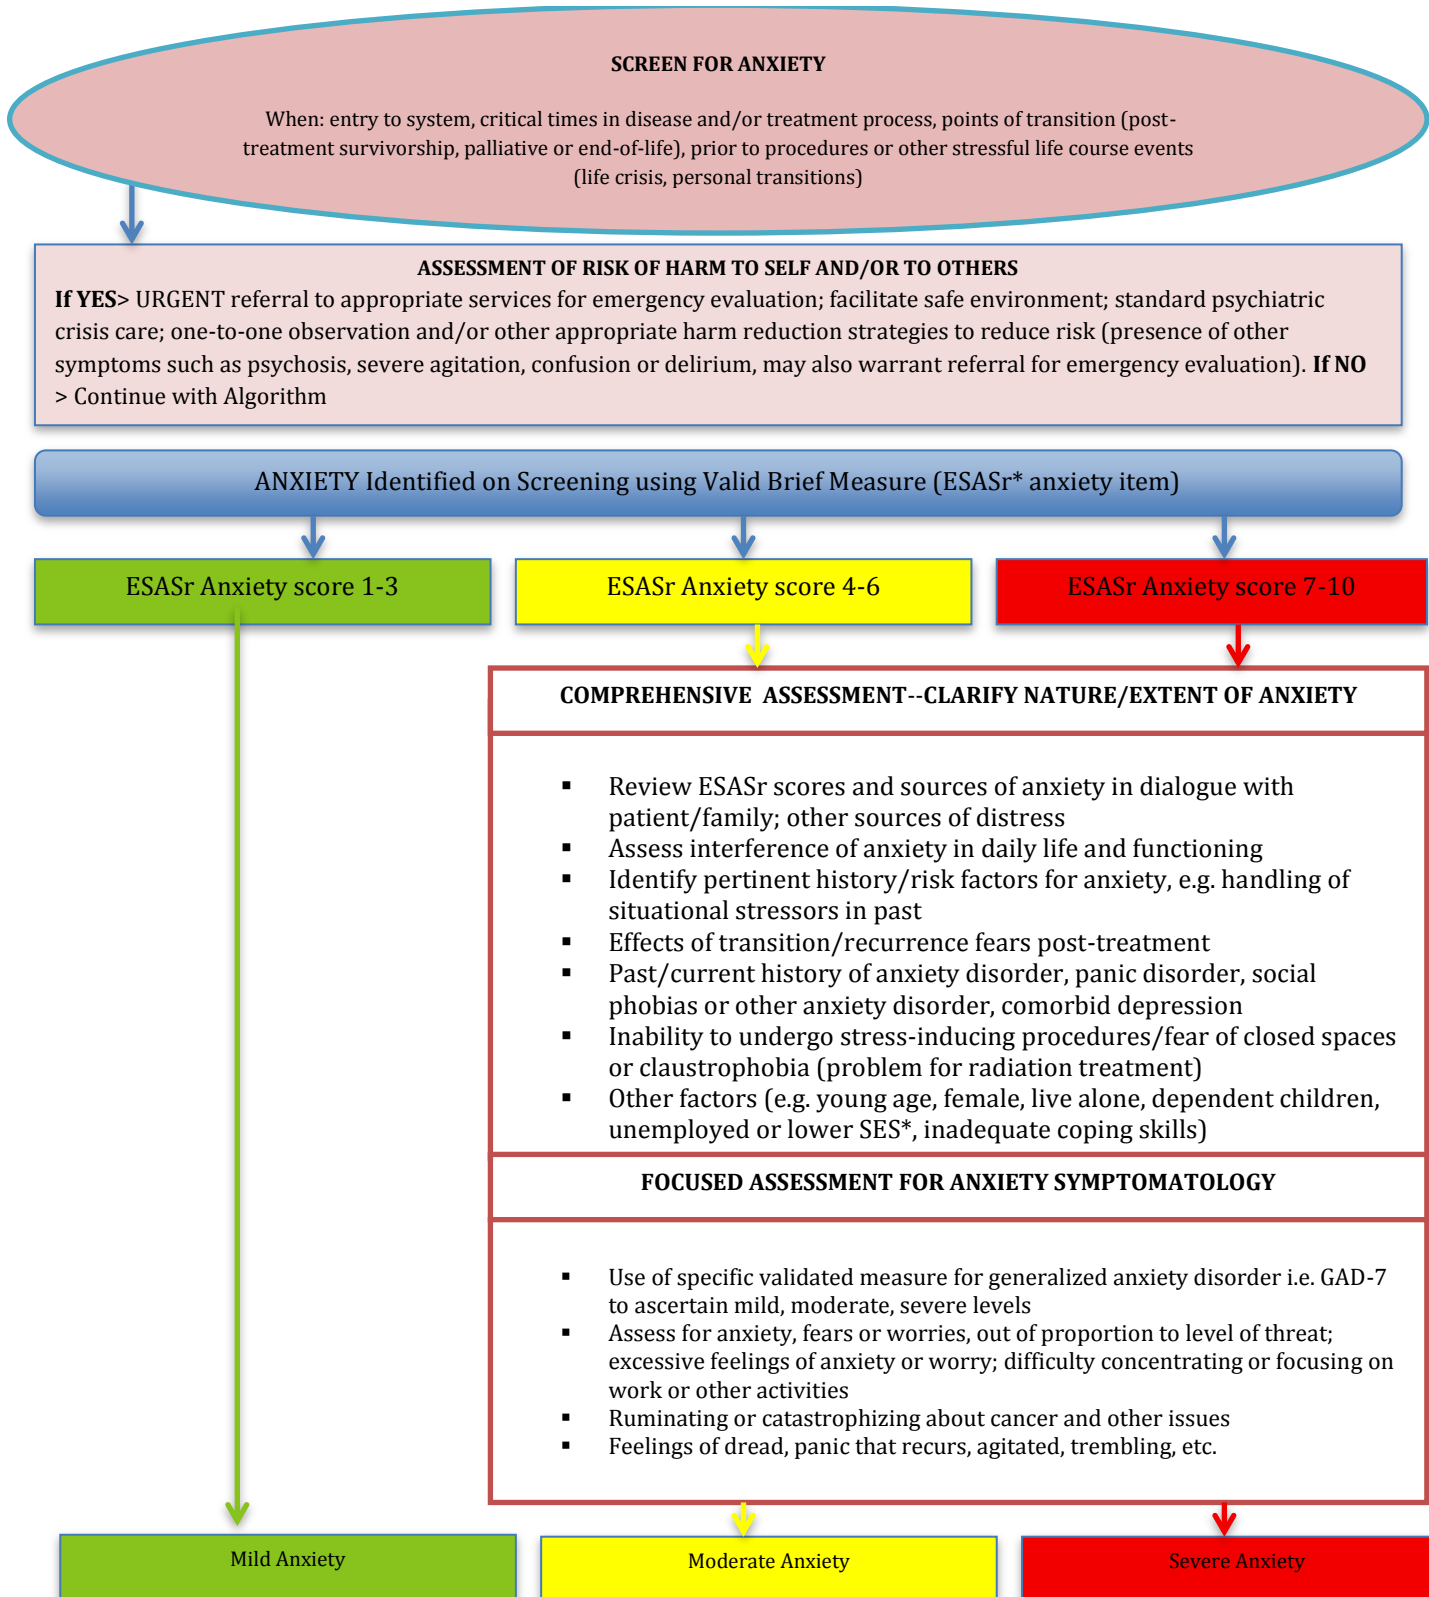 SCREEN FOR ANXIETY
When: entry to system, critical times in disease and/or treatment process, points of transition (post-
treatment survivorship, palliative or end-of-life), prior to procedures or other stressful life course events
(life crisis, personal transitions)
ASSESSMENT OF RISK OF HARM TO SELF AND/OR TO OTHERS
If YES> URGENT referral to appropriate services for emergency evaluation; facilitate safe environment; standard psychiatric
crisis care; one-to-one observation and/or other appropriate harm reduction strategies to reduce risk (presence of other
symptoms such as psychosis, severe agitation, confusion or delirium, may also warrant referral for emergency evaluation). If NO
> Continue with Algorithm
ANXIETY Identified on Screening using Valid Brief Measure (ESASr* anxiety item)
ESASr Anxiety score 1-3
ESASr Anxiety score 4-6
ESASr Anxiety score 7-10
COMPREHENSIVE ASSESSMENT--CLARIFY NATURE/EXTENT OF ANXIETY
▪ Review ESASr scores and sources of anxiety in dialogue with
patient/family; other sources of distress
▪ Assess interference of anxiety in daily life and functioning
▪ Identify pertinent history/risk factors for anxiety, e.g. handling of
situational stressors in past
▪ Effects of transition/recurrence fears post-treatment
▪ Past/current history of anxiety disorder, panic disorder, social
phobias or other anxiety disorder, comorbid depression
▪ Inability to undergo stress-inducing procedures/fear of closed spaces
or claustrophobia (problem for radiation treatment)
▪ Other factors (e.g. young age, female, live alone, dependent children,
unemployed or lower SES*, inadequate coping skills)
FOCUSED ASSESSMENT FOR ANXIETY SYMPTOMATOLOGY
▪ Use of specific validated measure for generalized anxiety disorder i.e. GAD-7
to ascertain mild, moderate, severe levels
▪ Assess for anxiety, fears or worries, out of proportion to level of threat;
excessive feelings of anxiety or worry; difficulty concentrating or focusing on
work or other activities
▪ Ruminating or catastrophizing about cancer and other issues
▪ Feelings of dread, panic that recurs, agitated, trembling, etc.
Mild Anxiety
Moderate Anxiety
Severe Anxiety